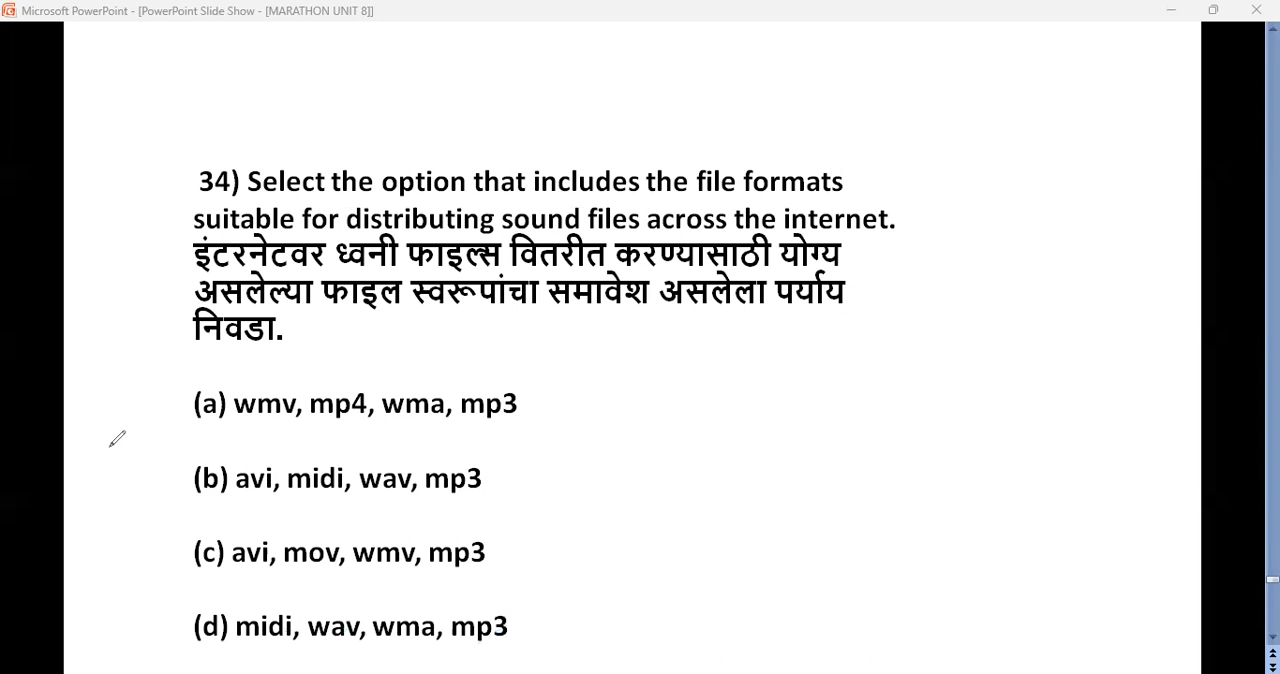 Microsoft PowerPoint - [PowerPoint Slide Show - [MARATHON UNIT 8]]
34) Select the option that includes the file formats
suitable for distributing sound files across the internet.
इंटरनेटवर ध्वनी फाइल्स वितरीत करण्यासाठी योग्य
असलेल्या फाइल स्वरूपांचा समावेश असलेला पर्याय
निवडा.
(a) wmv, mp4, wma, mp3
(b) avi, midi, wav, mp3
(c) avi, mov, wmv, mp3
(d) midi, wav, wma, mp3